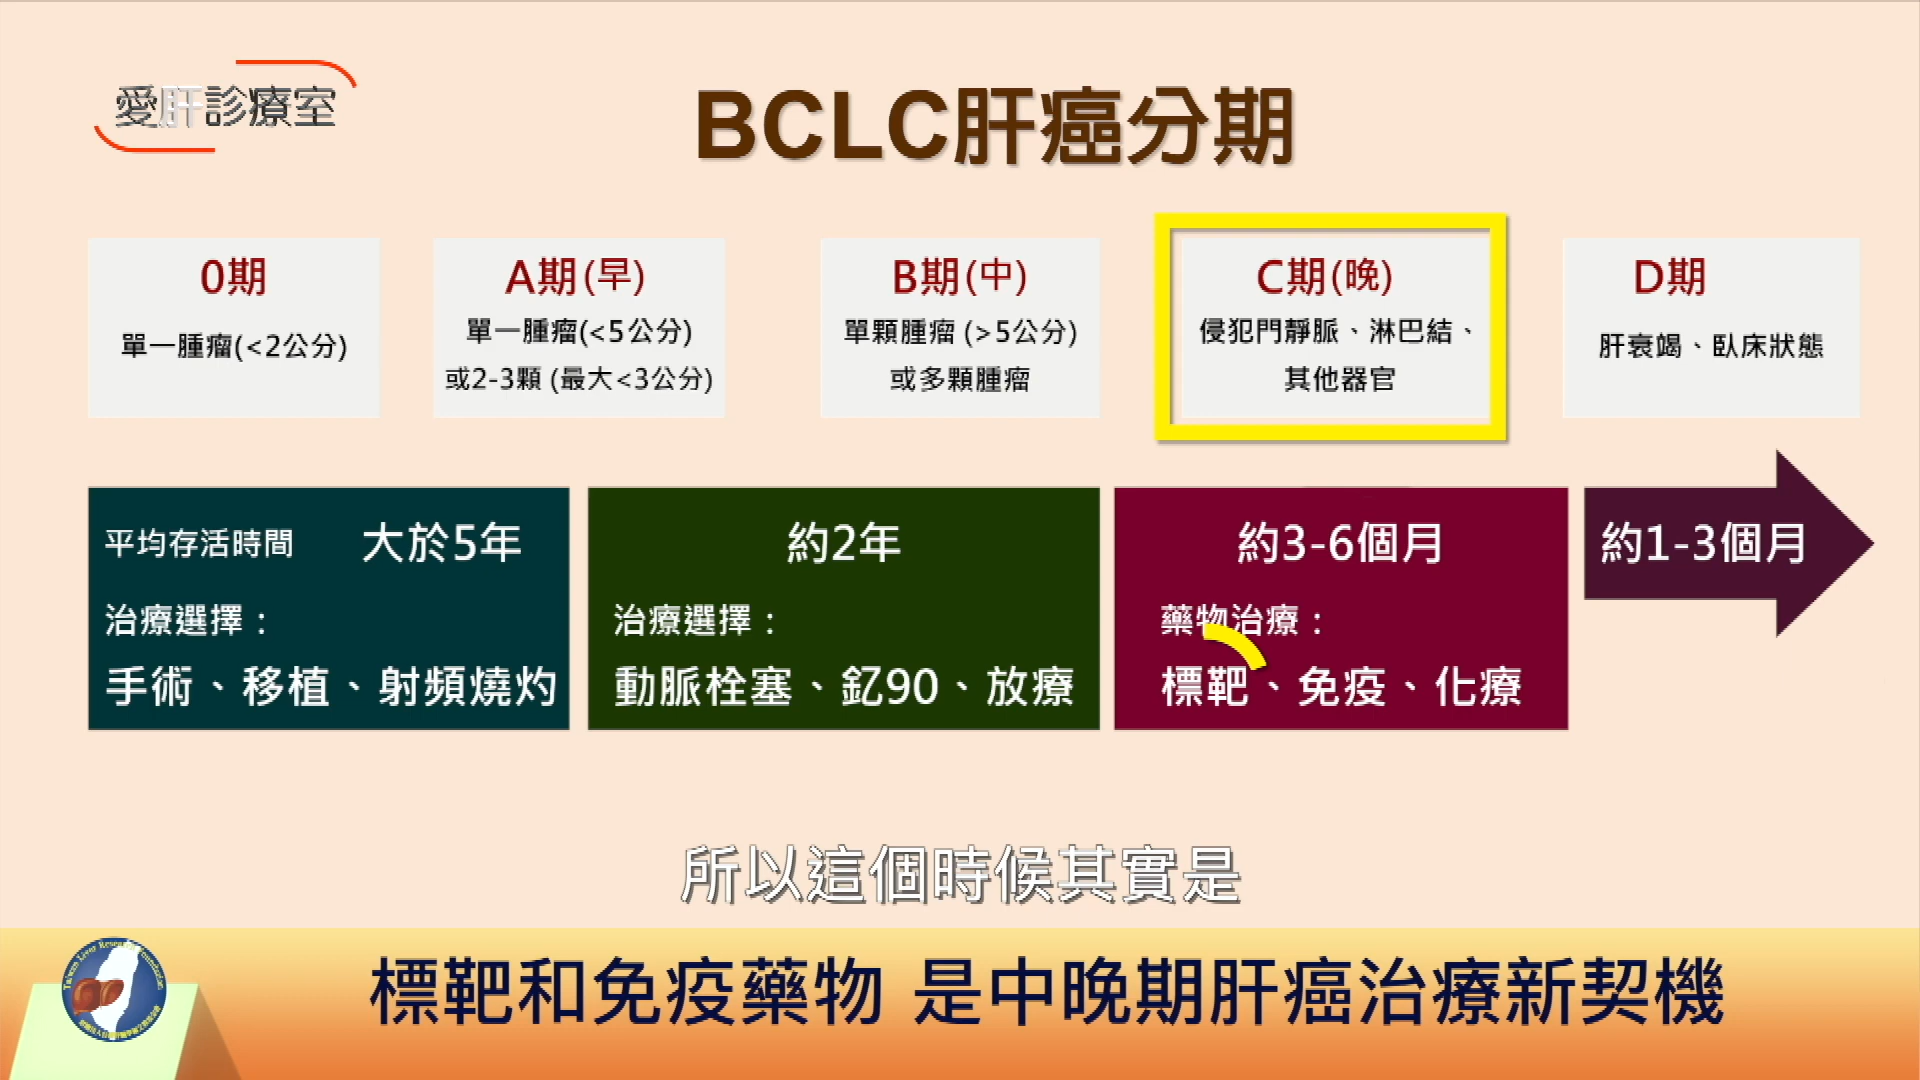 愛肝診療室
BCLC肝癌分期
0期
單一腫瘤(<2公分)
A期(早)
單一腫瘤(<5公分)
或2-3顆 (最大<3公分)
B期(中)
單顆腫瘤 (>5公分)
或多顆腫瘤
C期(晚)
侵犯門靜脈、淋巴結、
其他器官
D期
肝衰竭、臥床狀態
平均存活時間 大於5年
治療選擇：
手術、移植、射頻燒灼
約2年
治療選擇：
動脈栓塞、釔90、放療
約3-6個月
藥物治療：
標靶、免疫、化療
約1-3個月
所以這個時候其實是
標靶和免疫藥物 是中晚期肝癌治療新契機
Taiwan Liver Research Foundation